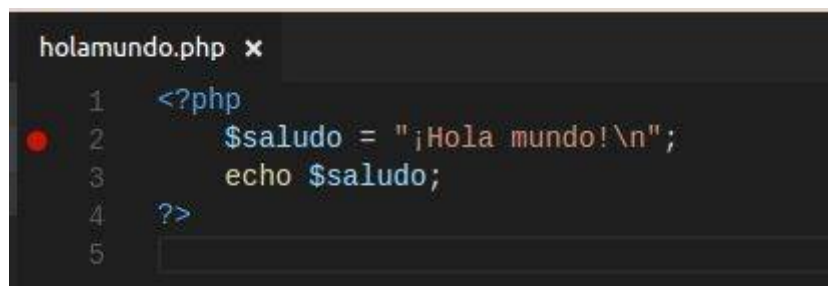 holamundo.php ×
1 <?php
2 $saludo = "¡Hola mundo!\n";
3 echo $saludo;
4 ?>
5